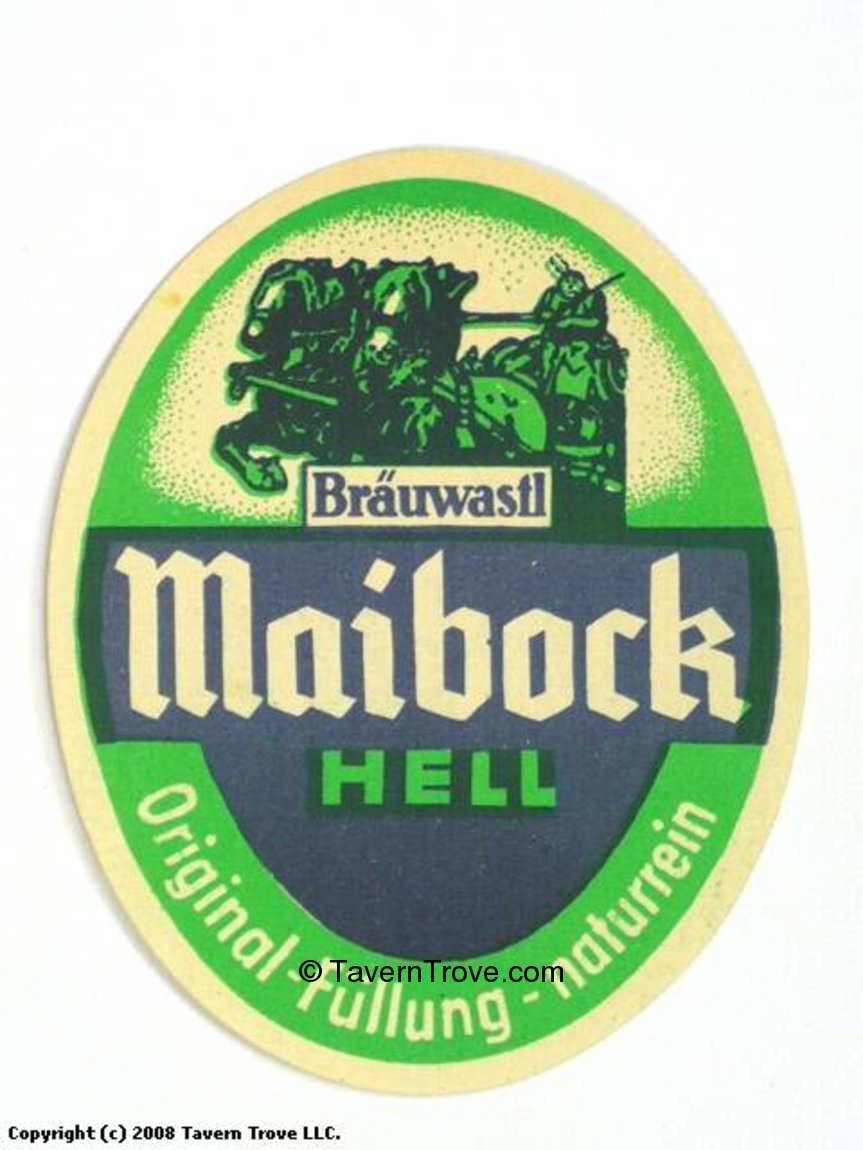 Bräuwastl
Maibock
HELL
Original-Füllung - naturrein
© TavernTrove.com
Copyright (c) 2008 Tavern Trove LLC.